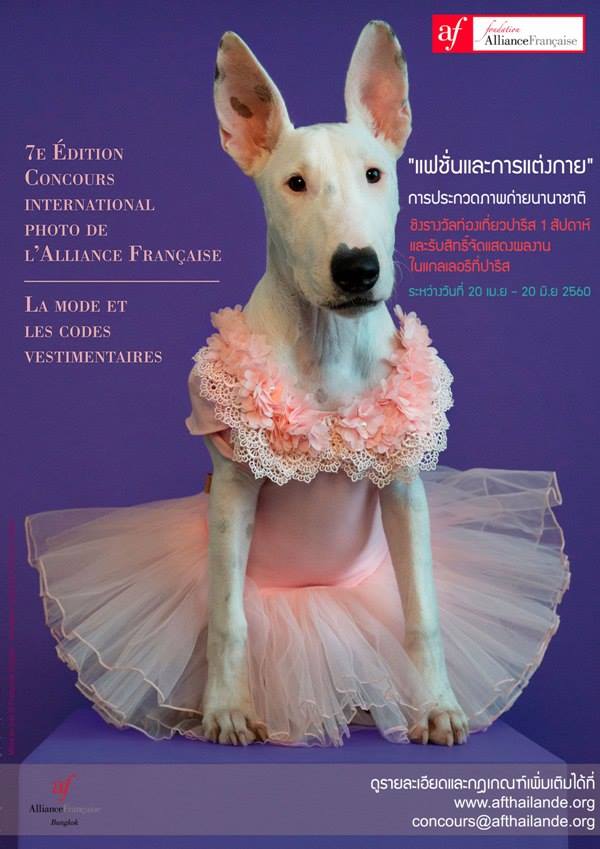 af
fondation
AllianceFrançaise
7e Édition
Concours
international
photo de
l'Alliance Française
La mode et
les codes
vestimentaires
"แฟชั่นและการแต่งกาย"
การประกวดภาพถ่ายนานาชาติ
ชิงรางวัลท่องเที่ยวปารีส 1 สัปดาห์
และรับสิทธิ์จัดแสดงผลงาน
ในแกลเลอรีที่ปารีส
ระหว่างวันที่ 20 เม.ย - 20 มิ.ย 2560
af
AllianceFrançaise
Bangkok
ดูรายละเอียดและกฎเกณฑ์เพิ่มเติมได้ที่
www.afthailande.org
concours@afthailande.org